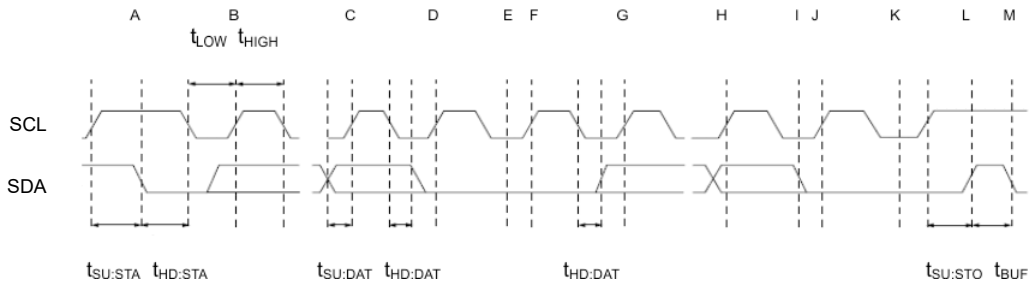 A B C D E F G H I J K L M
tLOW tHIGH
SCL
SDA
tSU:STA tHD:STA tSU:DAT tHD:DAT tHD:DAT tSU:STO tBUF